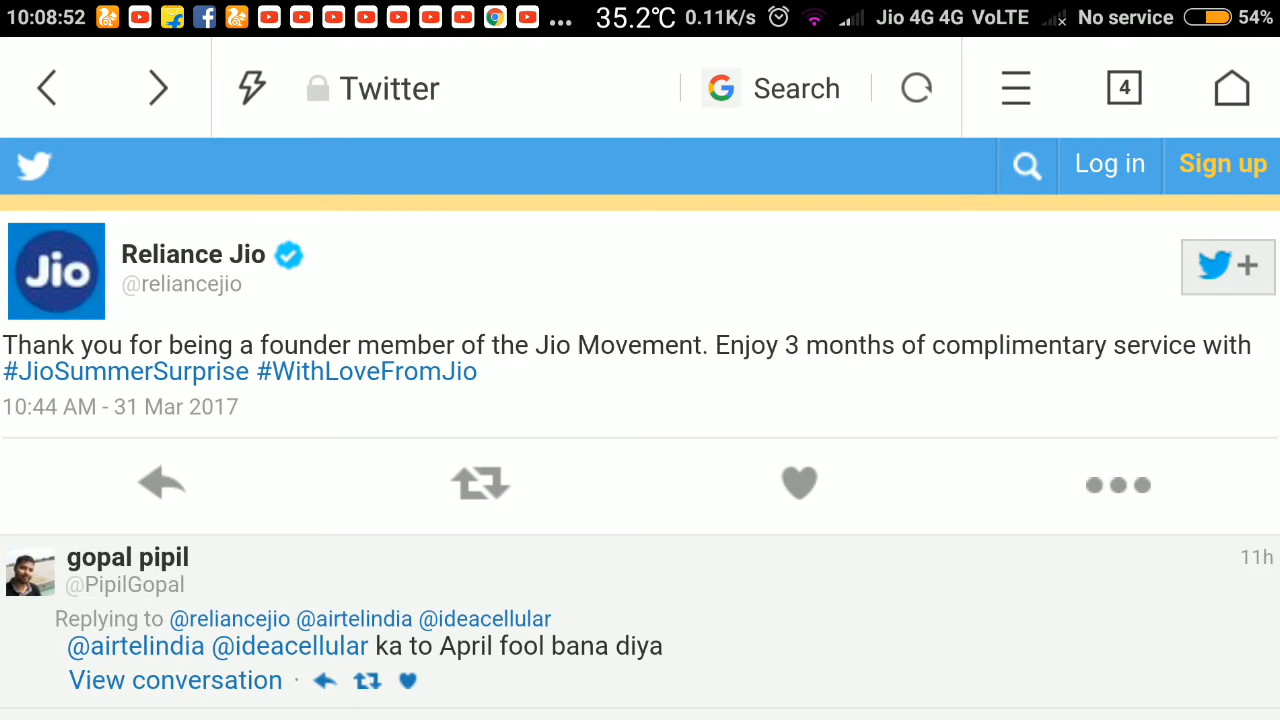 10:08:52 ... 35.2℃ 0.11K/s Jio 4G 4G VoLTE No service 54%
Twitter Search 4
Log in Sign up
Jio Reliance Jio
@reliancejio
Thank you for being a founder member of the Jio Movement. Enjoy 3 months of complimentary service with
#JioSummerSurprise #WithLoveFromJio
10:44 AM - 31 Mar 2017
gopal pipil 11h
@PipilGopal
Replying to @reliancejio @airtelindia @ideacellular
@airtelindia @ideacellular ka to April fool bana diya
View conversation ·